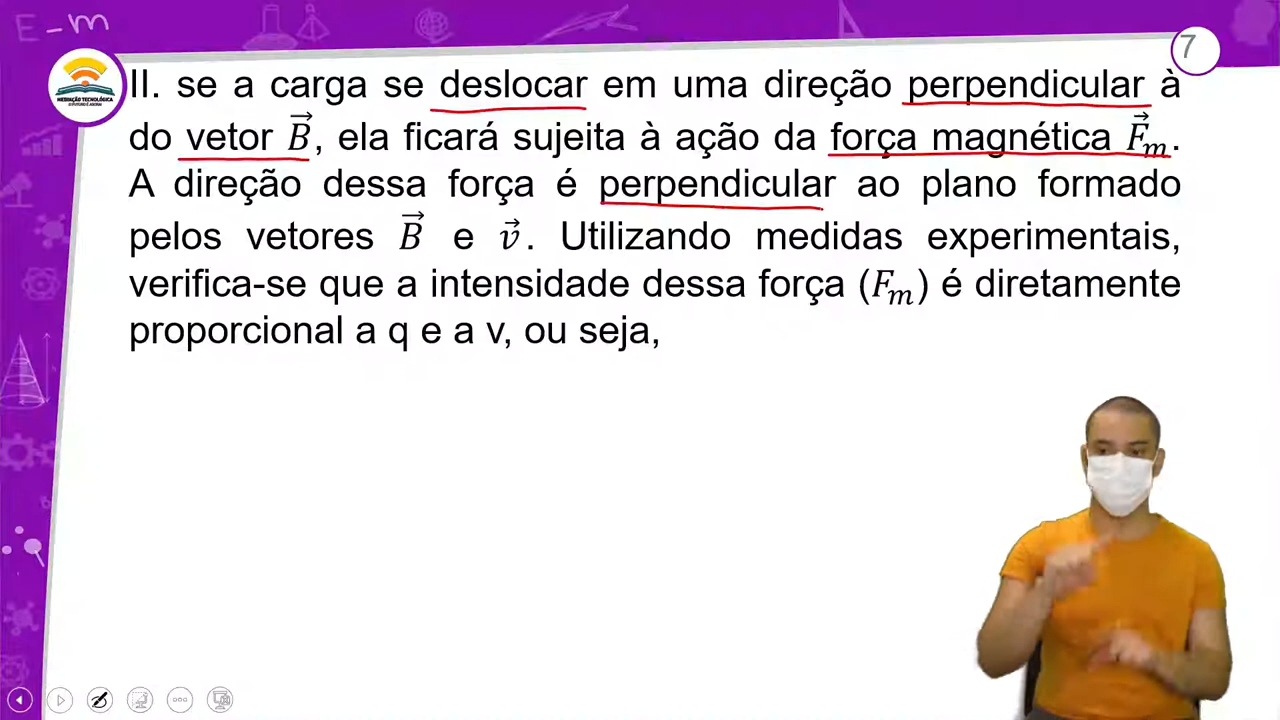 E-m
7
II. se a carga se deslocar em uma direção perpendicular à
do vetor B⃗, ela ficará sujeita à ação da força magnética F⃗ₘ.
A direção dessa força é perpendicular ao plano formado
pelos vetores B⃗ e v⃗. Utilizando medidas experimentais,
verifica-se que a intensidade dessa força (Fₘ) é diretamente
proporcional a q e a v, ou seja,
MEDIAÇÃO TECNOLÓGICA